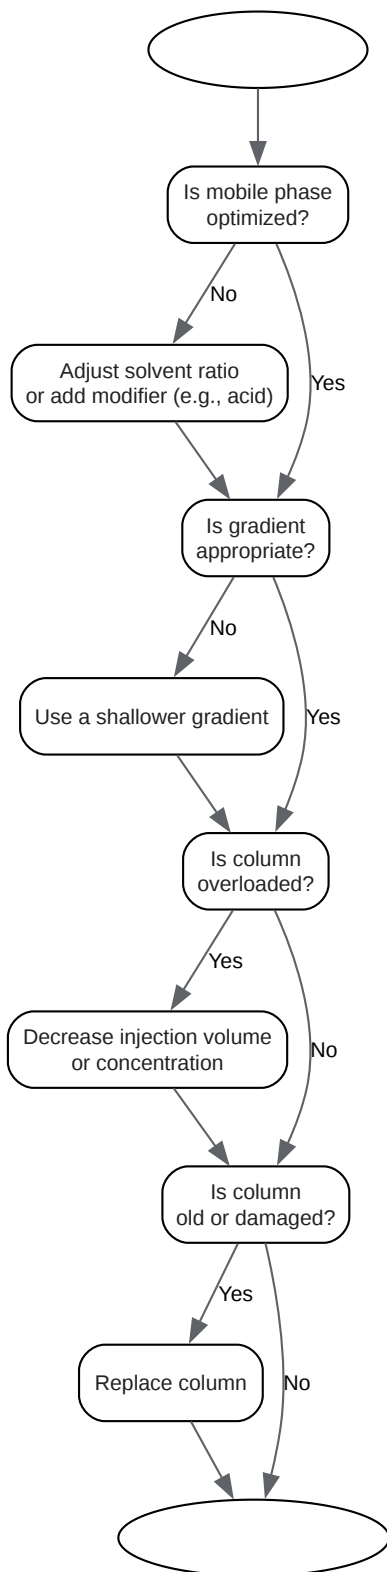 Is mobile phase
optimized?
No
Adjust solvent ratio
or add modifier (e.g., acid)
Yes
Is gradient
appropriate?
No
Use a shallower gradient
Yes
Is column
overloaded?
Yes
Decrease injection volume
or concentration
No
Is column
old or damaged?
Yes
Replace column
No